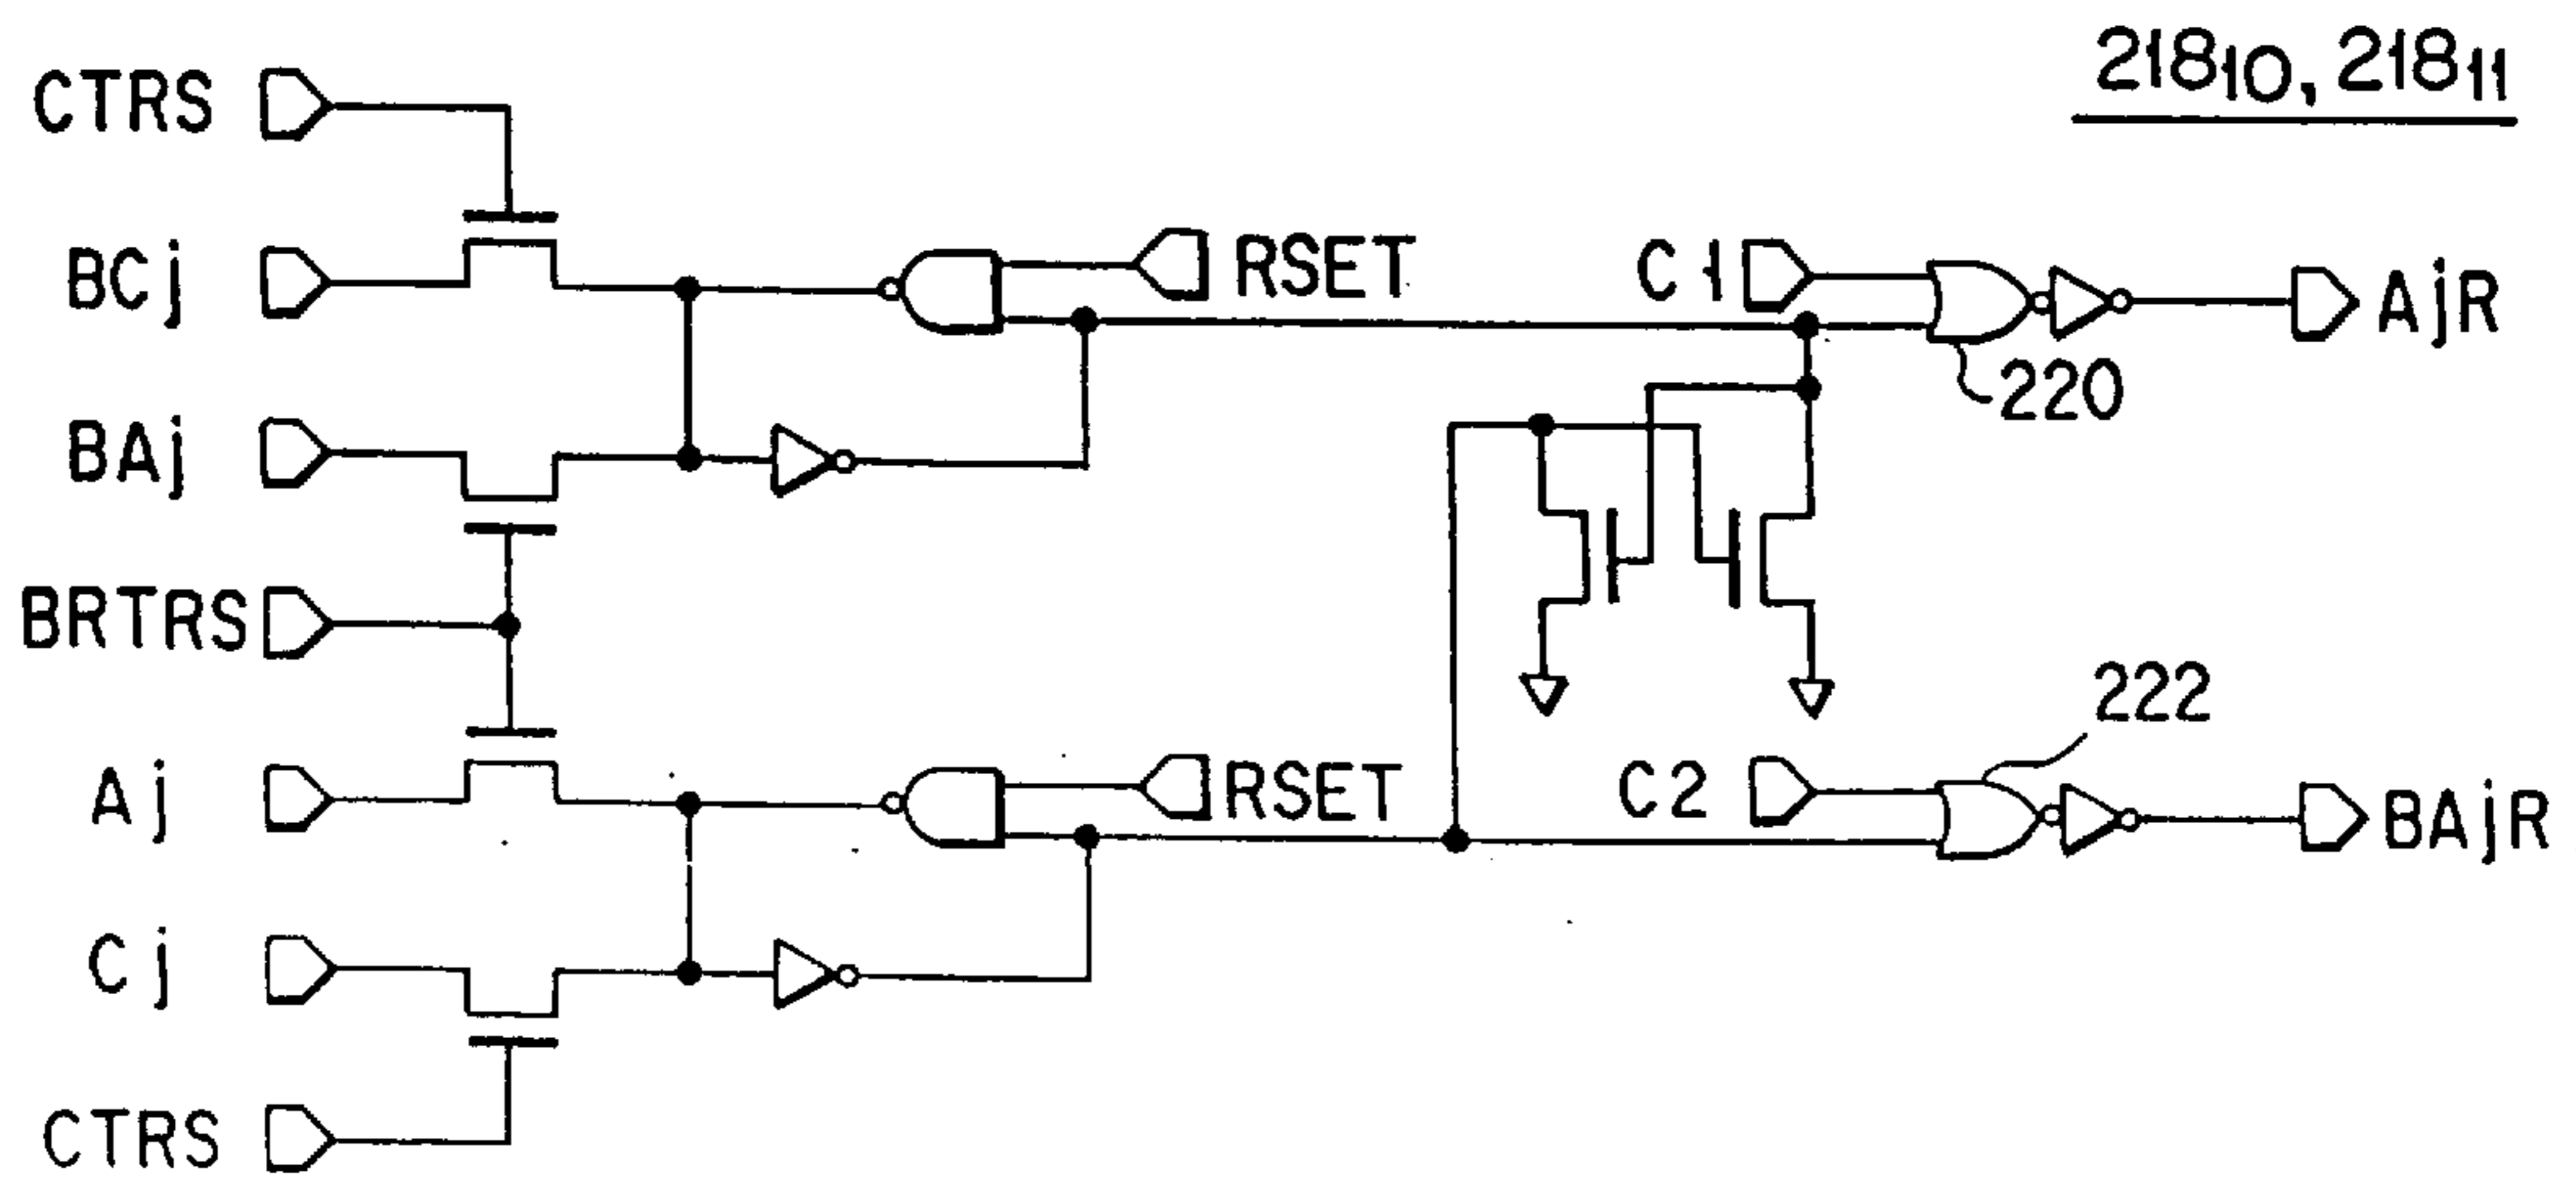 218₁₀, 218₁₁
CTRS
BCj
RSET
C1
AjR
220
BAj
BRTRS
222
Aj
RSET
C2
BAjR
Cj
CTRS